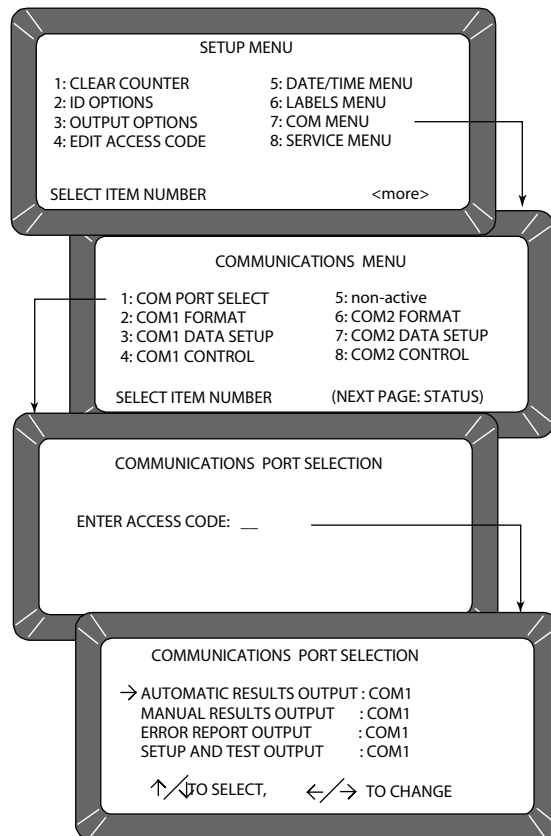 SETUP MENU
1: CLEAR COUNTER 5: DATE/TIME MENU
2: ID OPTIONS 6: LABELS MENU
3: OUTPUT OPTIONS 7: COM MENU
4: EDIT ACCESS CODE 8: SERVICE MENU
SELECT ITEM NUMBER <more>
COMMUNICATIONS MENU
1: COM PORT SELECT 5: non-active
2: COM1 FORMAT 6: COM2 FORMAT
3: COM1 DATA SETUP 7: COM2 DATA SETUP
4: COM1 CONTROL 8: COM2 CONTROL
SELECT ITEM NUMBER (NEXT PAGE: STATUS)
COMMUNICATIONS PORT SELECTION
ENTER ACCESS CODE: __
COMMUNICATIONS PORT SELECTION
→ AUTOMATIC RESULTS OUTPUT : COM1
MANUAL RESULTS OUTPUT : COM1
ERROR REPORT OUTPUT : COM1
SETUP AND TEST OUTPUT : COM1
↑/↓ TO SELECT, ←/→ TO CHANGE